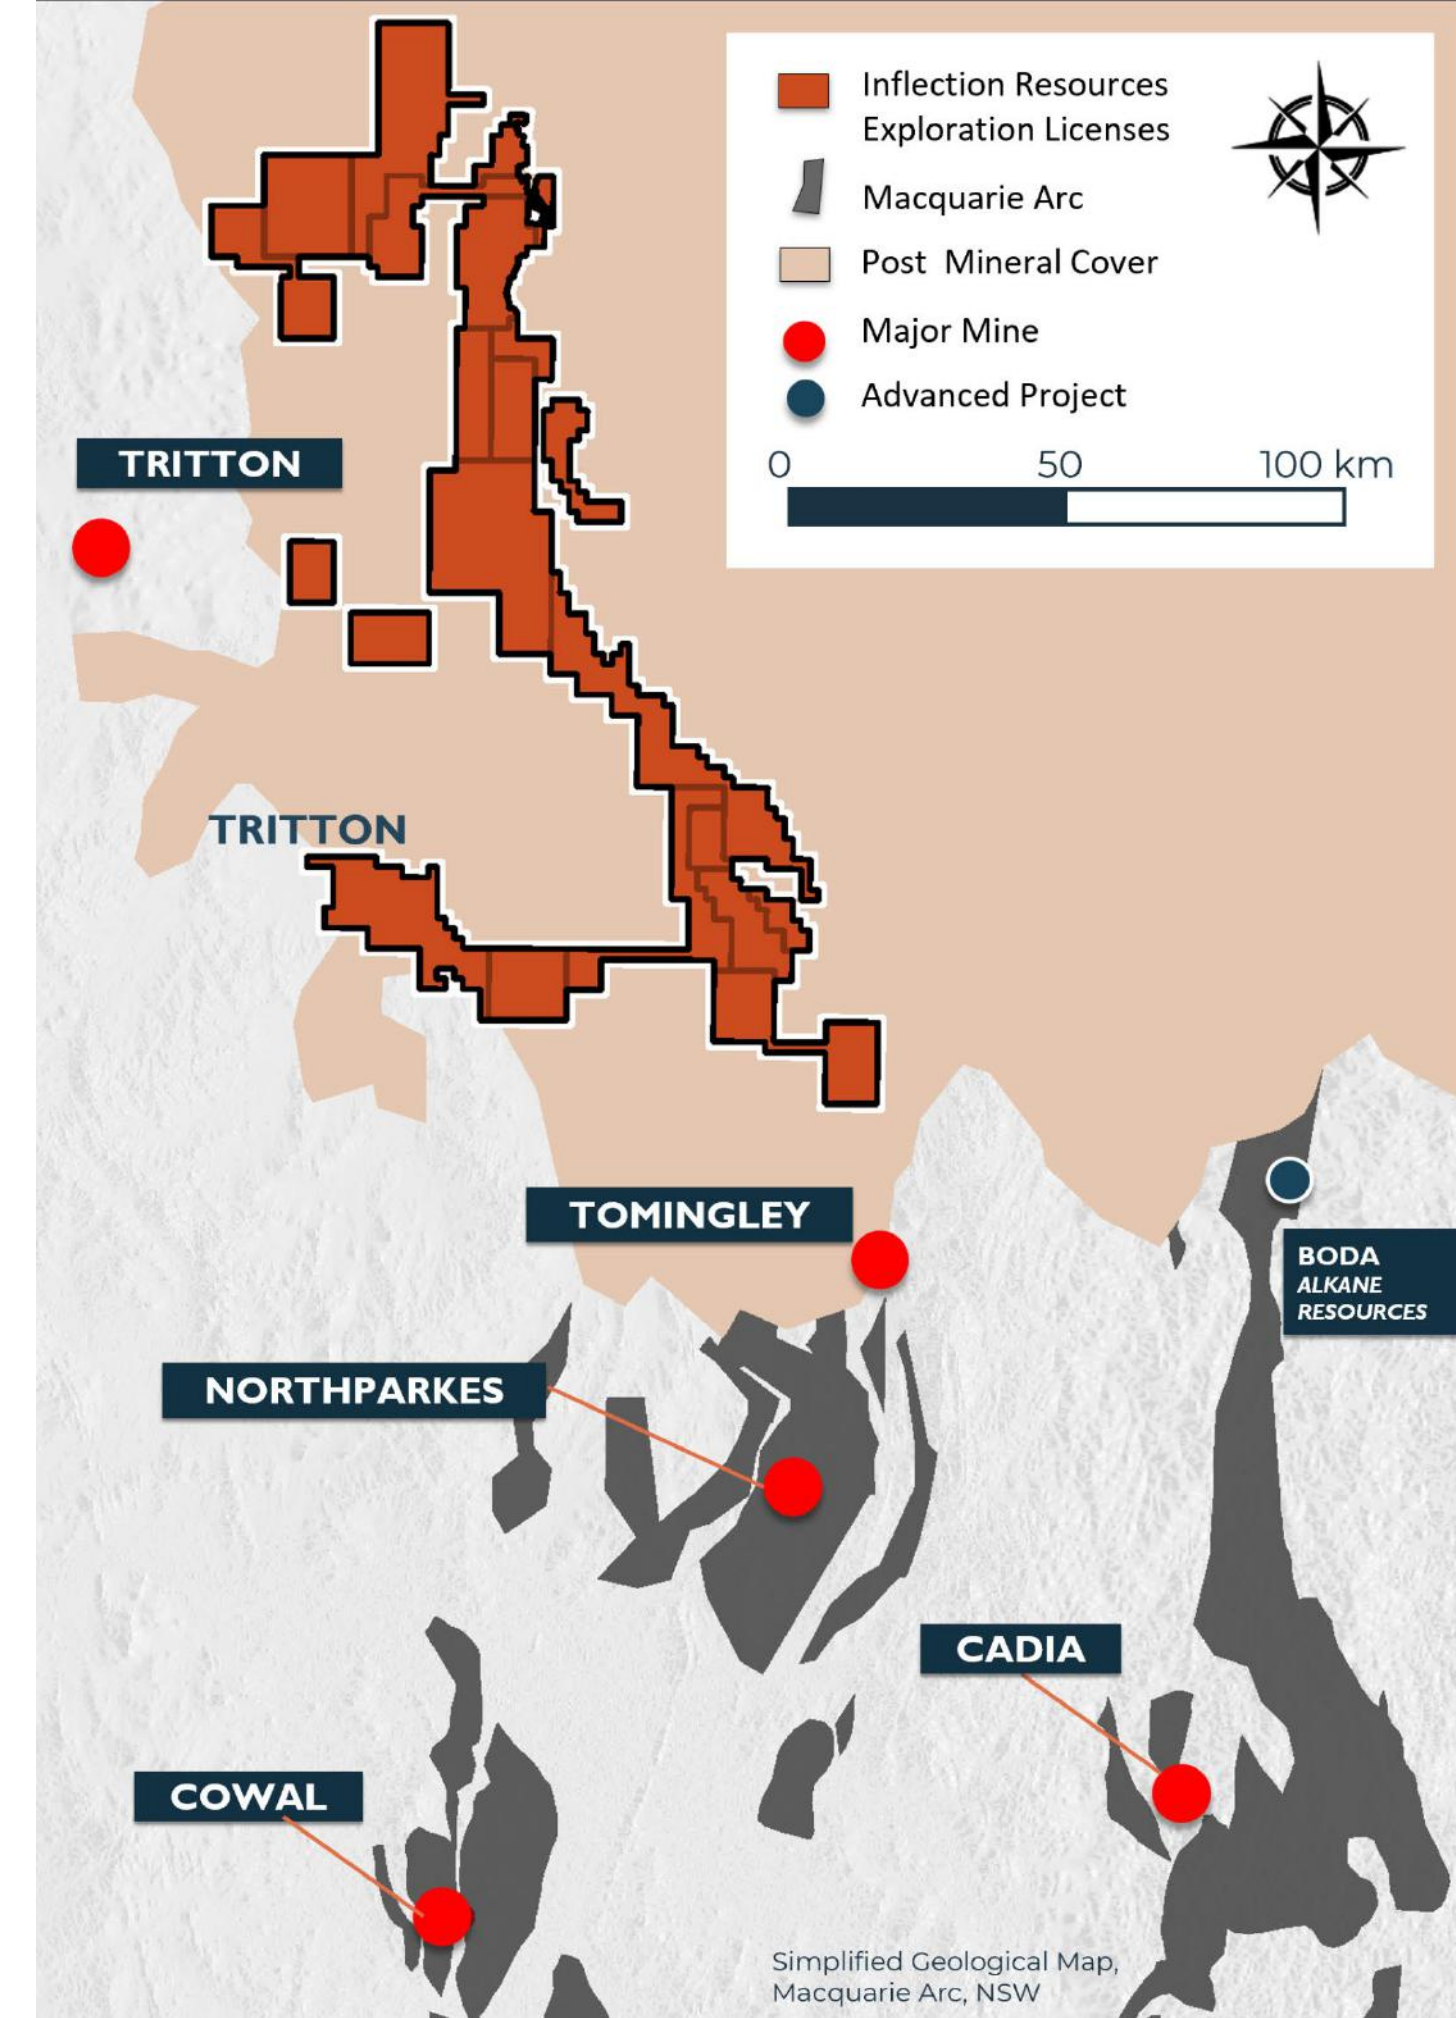 Inflection Resources
Exploration Licenses
Macquarie Arc
Post Mineral Cover
Major Mine
Advanced Project
0 50 100 km
TRITTON
TRITTON
TOMINGLEY
BODA
ALKANE
RESOURCES
NORTHPARKES
CADIA
COWAL
Simplified Geological Map,
Macquarie Arc, NSW